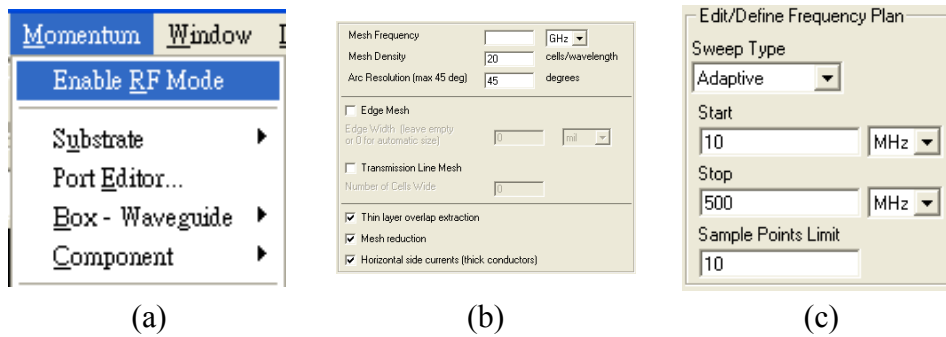 Momentum Window
Enable RF Mode
Substrate
Port Editor...
Box - Waveguide
Component
(a)
Mesh Frequency GHz
Mesh Density 20 cells/wavelength
Arc Resolution (max 45 deg) 45 degrees
Edge Mesh
Edge Width (leave empty
or 0 for automatic size) 0 mil
Transmission Line Mesh
Number of Cells Wide 0
Thin layer overlap extraction
Mesh reduction
Horizontal side currents (thick conductors)
(b)
Edit/Define Frequency Plan
Sweep Type
Adaptive
Start
10 MHz
Stop
500 MHz
Sample Points Limit
10
(c)